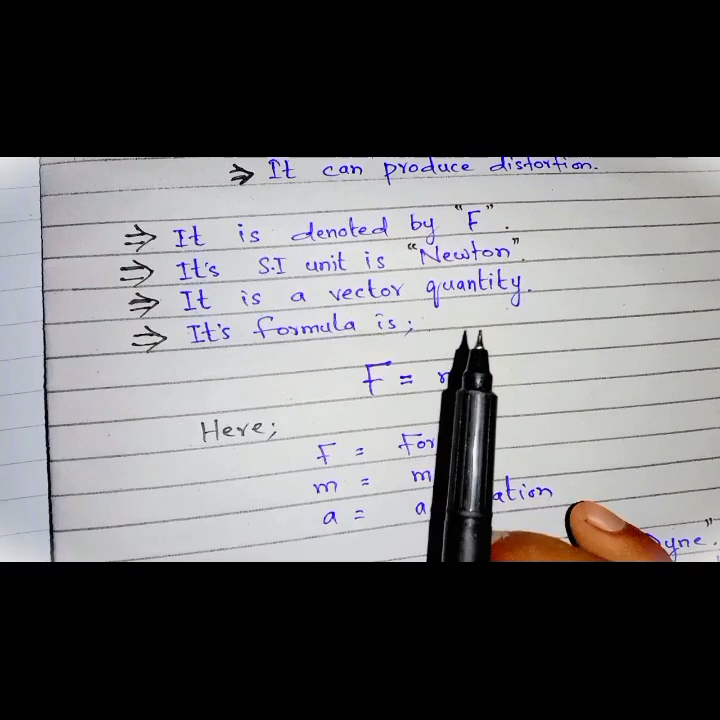 ⇒ It can produce distortion.
⇒ It is denoted by "F".
⇒ It's S.I unit is "Newton".
⇒ It is a vector quantity.
⇒ It's formula is;
F =
Here;
F = For
m = m
a = a ation
yne."